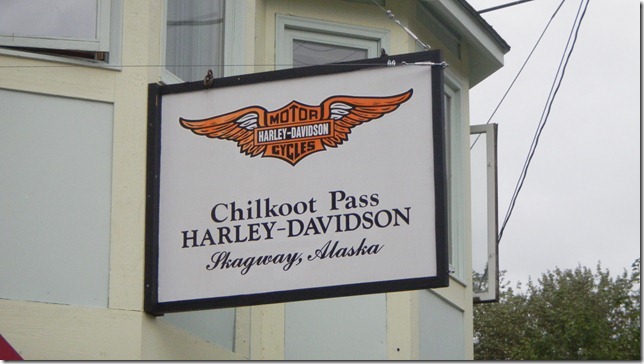 MOTOR
HARLEY-DAVIDSON
CYCLES
Chilkoot Pass
HARLEY-DAVIDSON
Skagway, Alaska